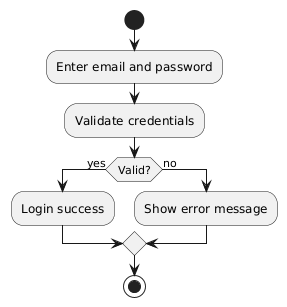 Enter email and password
Validate credentials
Valid?
yes
no
Login success
Show error message